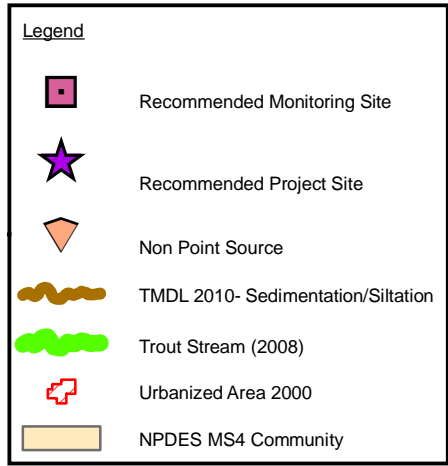 Legend
Recommended Monitoring Site
Recommended Project Site
Non Point Source
TMDL 2010- Sedimentation/Siltation
Trout Stream (2008)
Urbanized Area 2000
NPDES MS4 Community